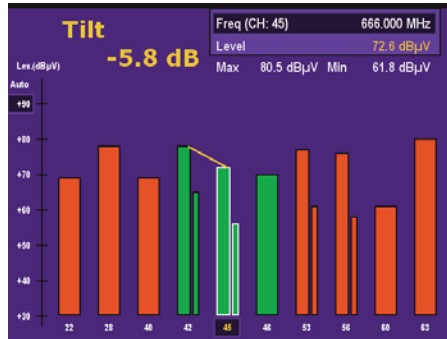 Tilt
-5.8 dB
Freq (CH: 45) 666.000 MHz
Level 72.6 dBµV
Max 80.5 dBµV Min 61.8 dBµV
Lev.(dBµV)
Auto
+90
+80
+70
+60
+50
+40
+30
22 28 40 42 45 46 53 56 60 63